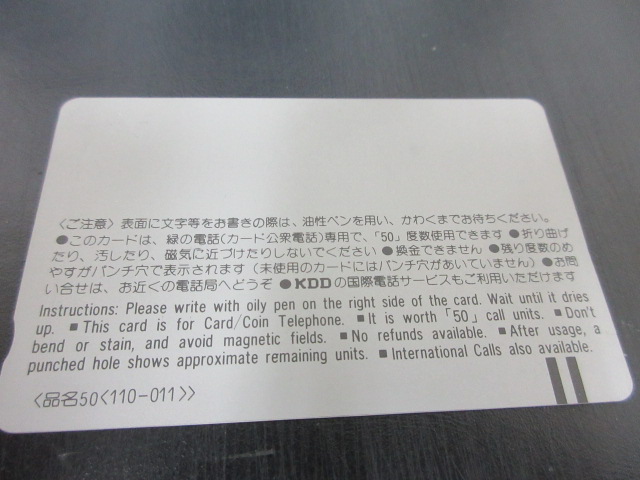 〈ご注意〉表面に文字等をお書きの際は、油性ペンを用い、かわくまでお待ちください。
●このカードは、緑の電話(カード公衆電話)専用で、「50」度数使用できます ●折り曲げ
たり、汚したり、磁気に近づけたりしないでください ●換金できません ●残り度数のめ
やすがパンチ穴で表示されます(未使用のカードにはパンチ穴があいていません) ●お問
い合せは、お近くの電話局へどうぞ ●KDDの国際電話サービスもご利用いただけます
Instructions: Please write with oily pen on the right side of the card. Wait until it dries
up. ■This card is for Card/Coin Telephone. ■It is worth「50」call units. ■Don't
bend or stain, and avoid magnetic fields. ■No refunds available. ■After usage, a
punched hole shows approximate remaining units. ■International Calls also available.
〈品名50〈110-011〉〉